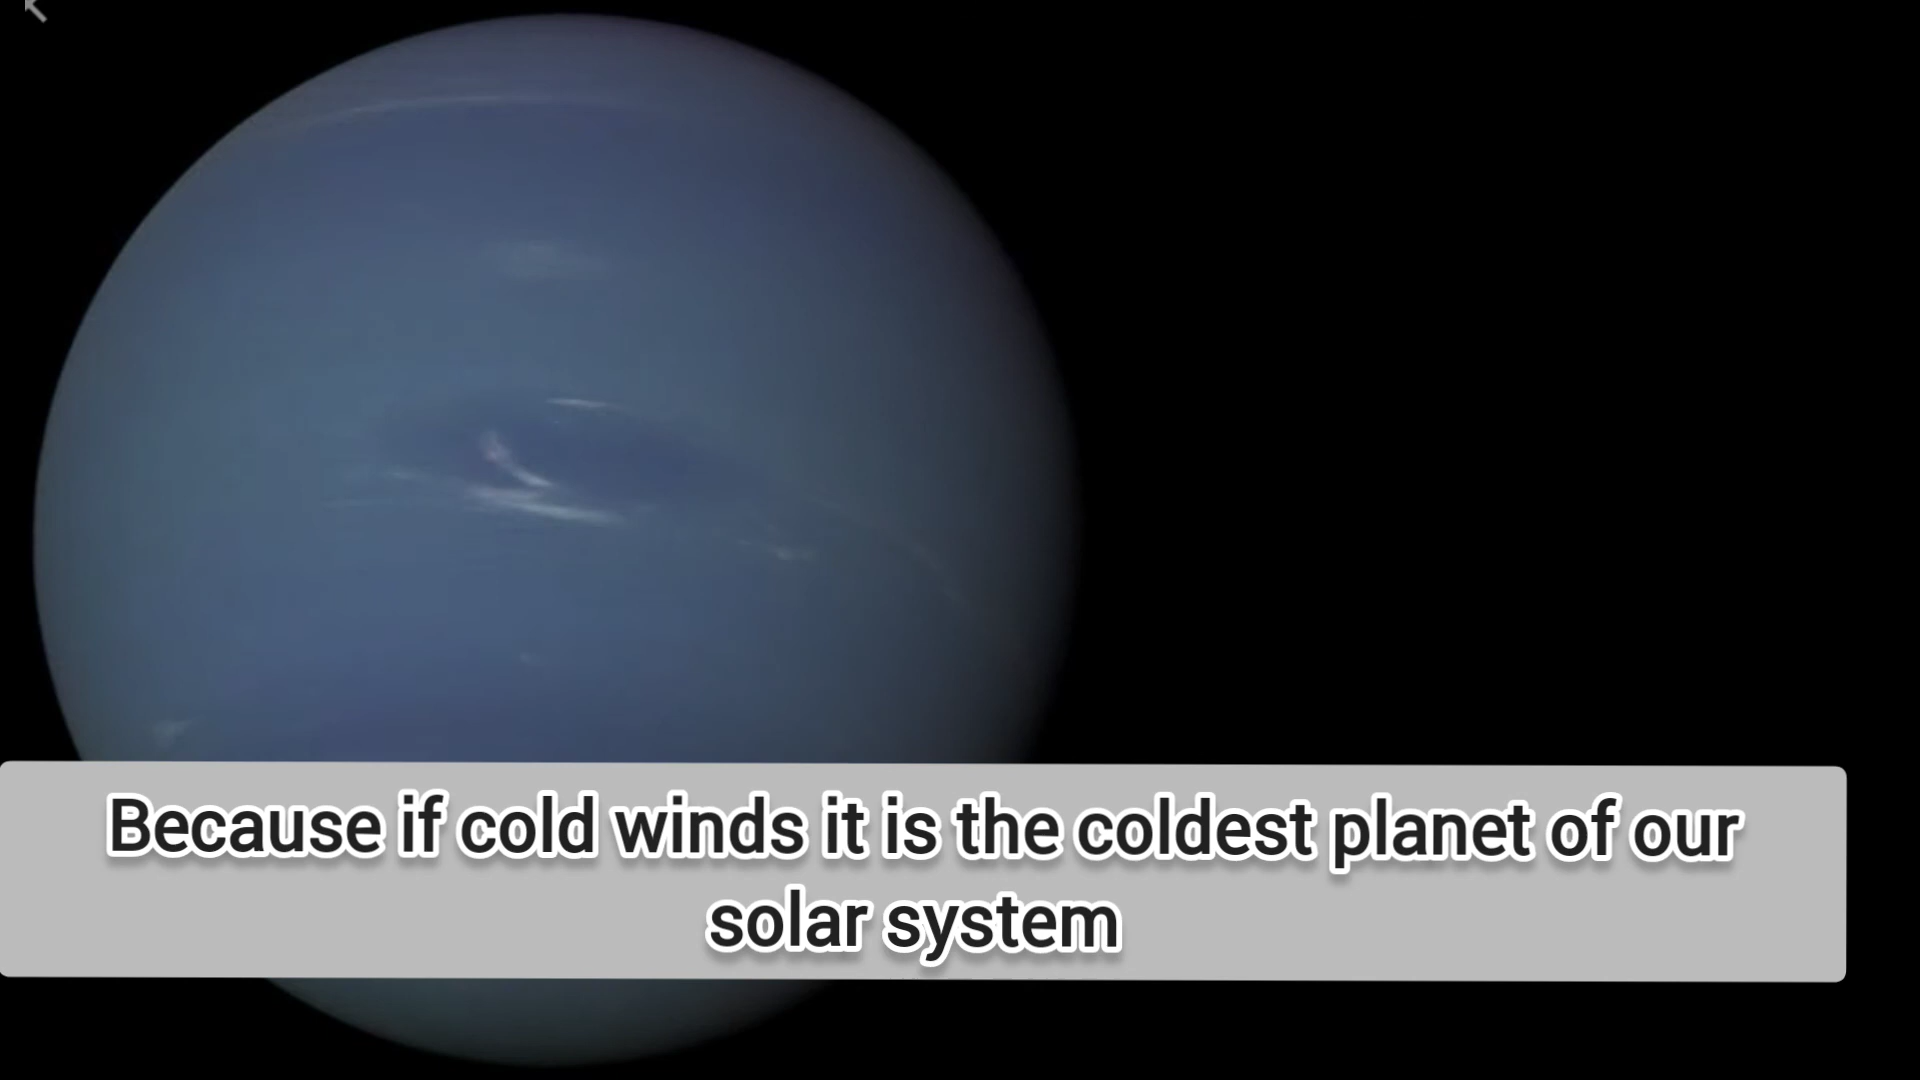 Because if cold winds it is the coldest planet of our
solar system